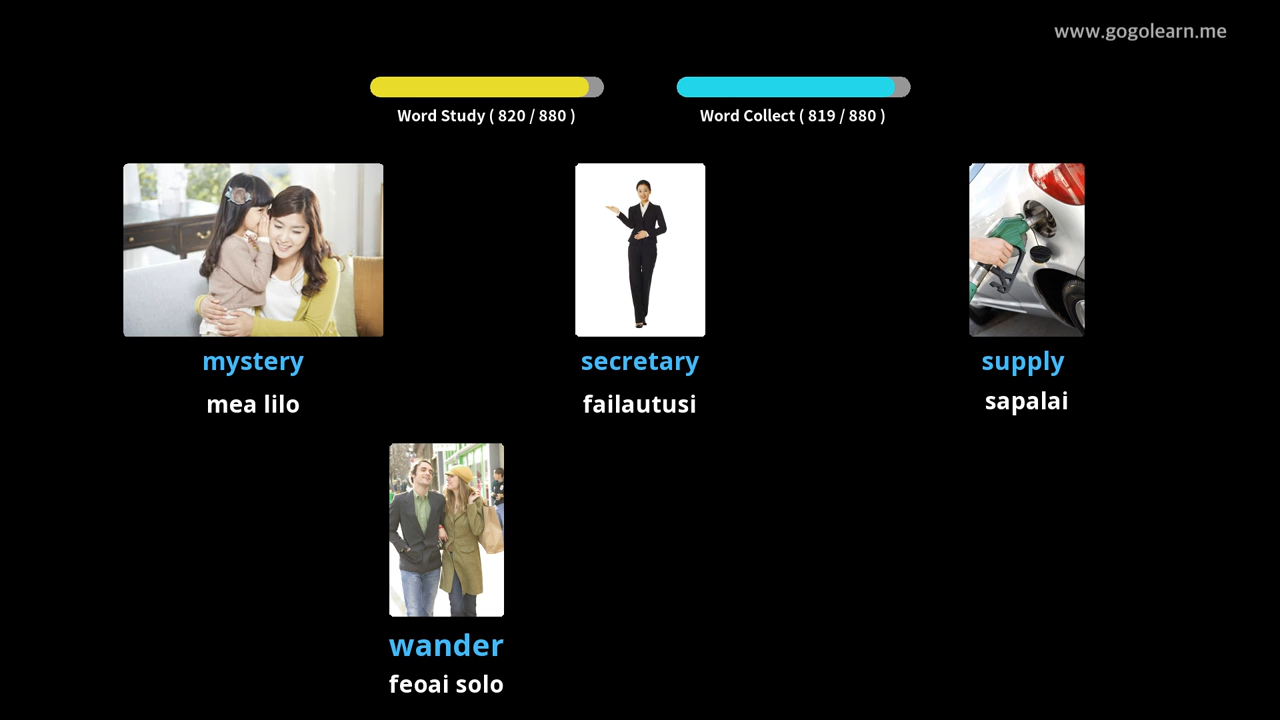 www.gogolearn.me
Word Study ( 820 / 880 )
Word Collect ( 819 / 880 )
mystery
mea lilo
secretary
failautusi
supply
sapalai
wander
feoai solo